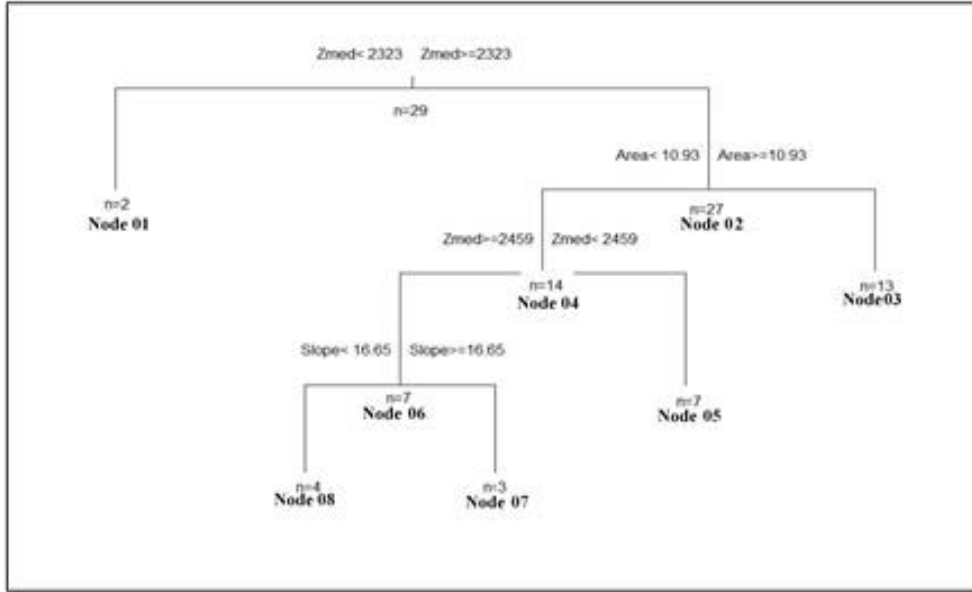 Zmed< 2323 Zmed>=2323
n=29
Area< 10.93 Area>=10.93
n=2
Node 01
n=27
Node 02
Zmed>=2459 Zmed< 2459
n=14
Node 04
n=13
Node03
Slope< 16.65 Slope>=16.65
n=7
Node 06
n=7
Node 05
n=4
Node 08
n=3
Node 07